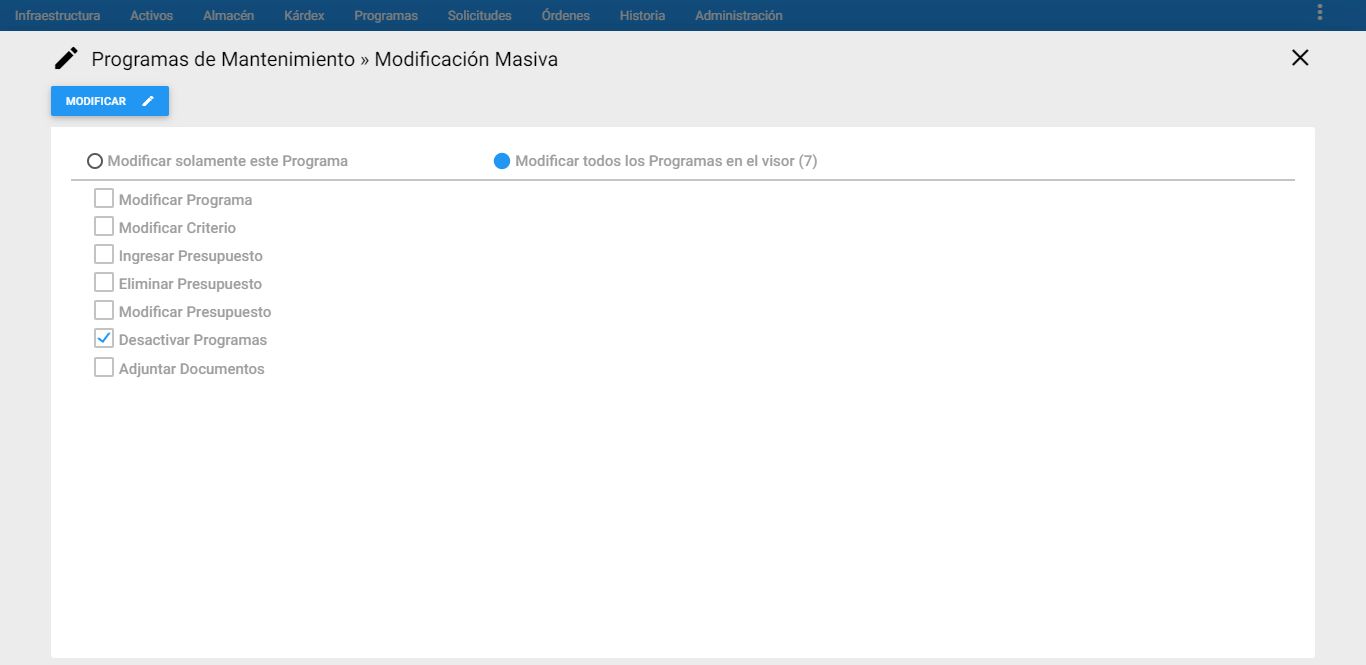 Infraestructura Activos Almacén Kárdex Programas Solicitudes Órdenes Historia Administración
Programas de Mantenimiento » Modificación Masiva
MODIFICAR
Modificar solamente este Programa Modificar todos los Programas en el visor (7)
Modificar Programa
Modificar Criterio
Ingresar Presupuesto
Eliminar Presupuesto
Modificar Presupuesto
Desactivar Programas
Adjuntar Documentos